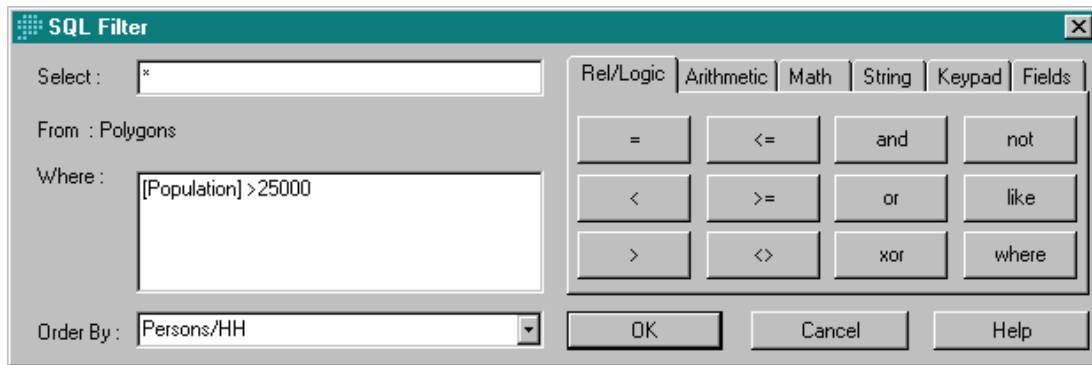 SQL Filter
Select :
*
From : Polygons
Where :
[Population] >25000
Order By :
Persons/HH
Rel/Logic Arithmetic Math String Keypad Fields
= <= and not
< >= or like
> <> xor where
OK Cancel Help